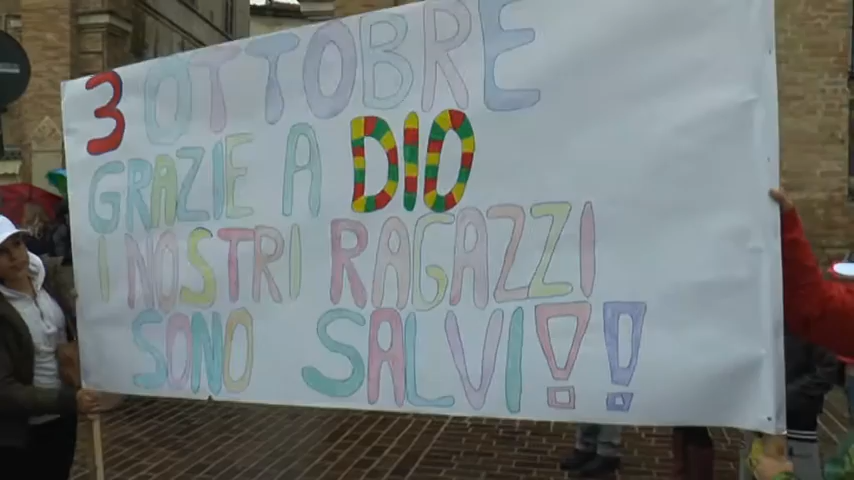 3 OTTOBRE
GRAZIE A DIO
I NOSTRI RAGAZZI
SONO SALVI!!